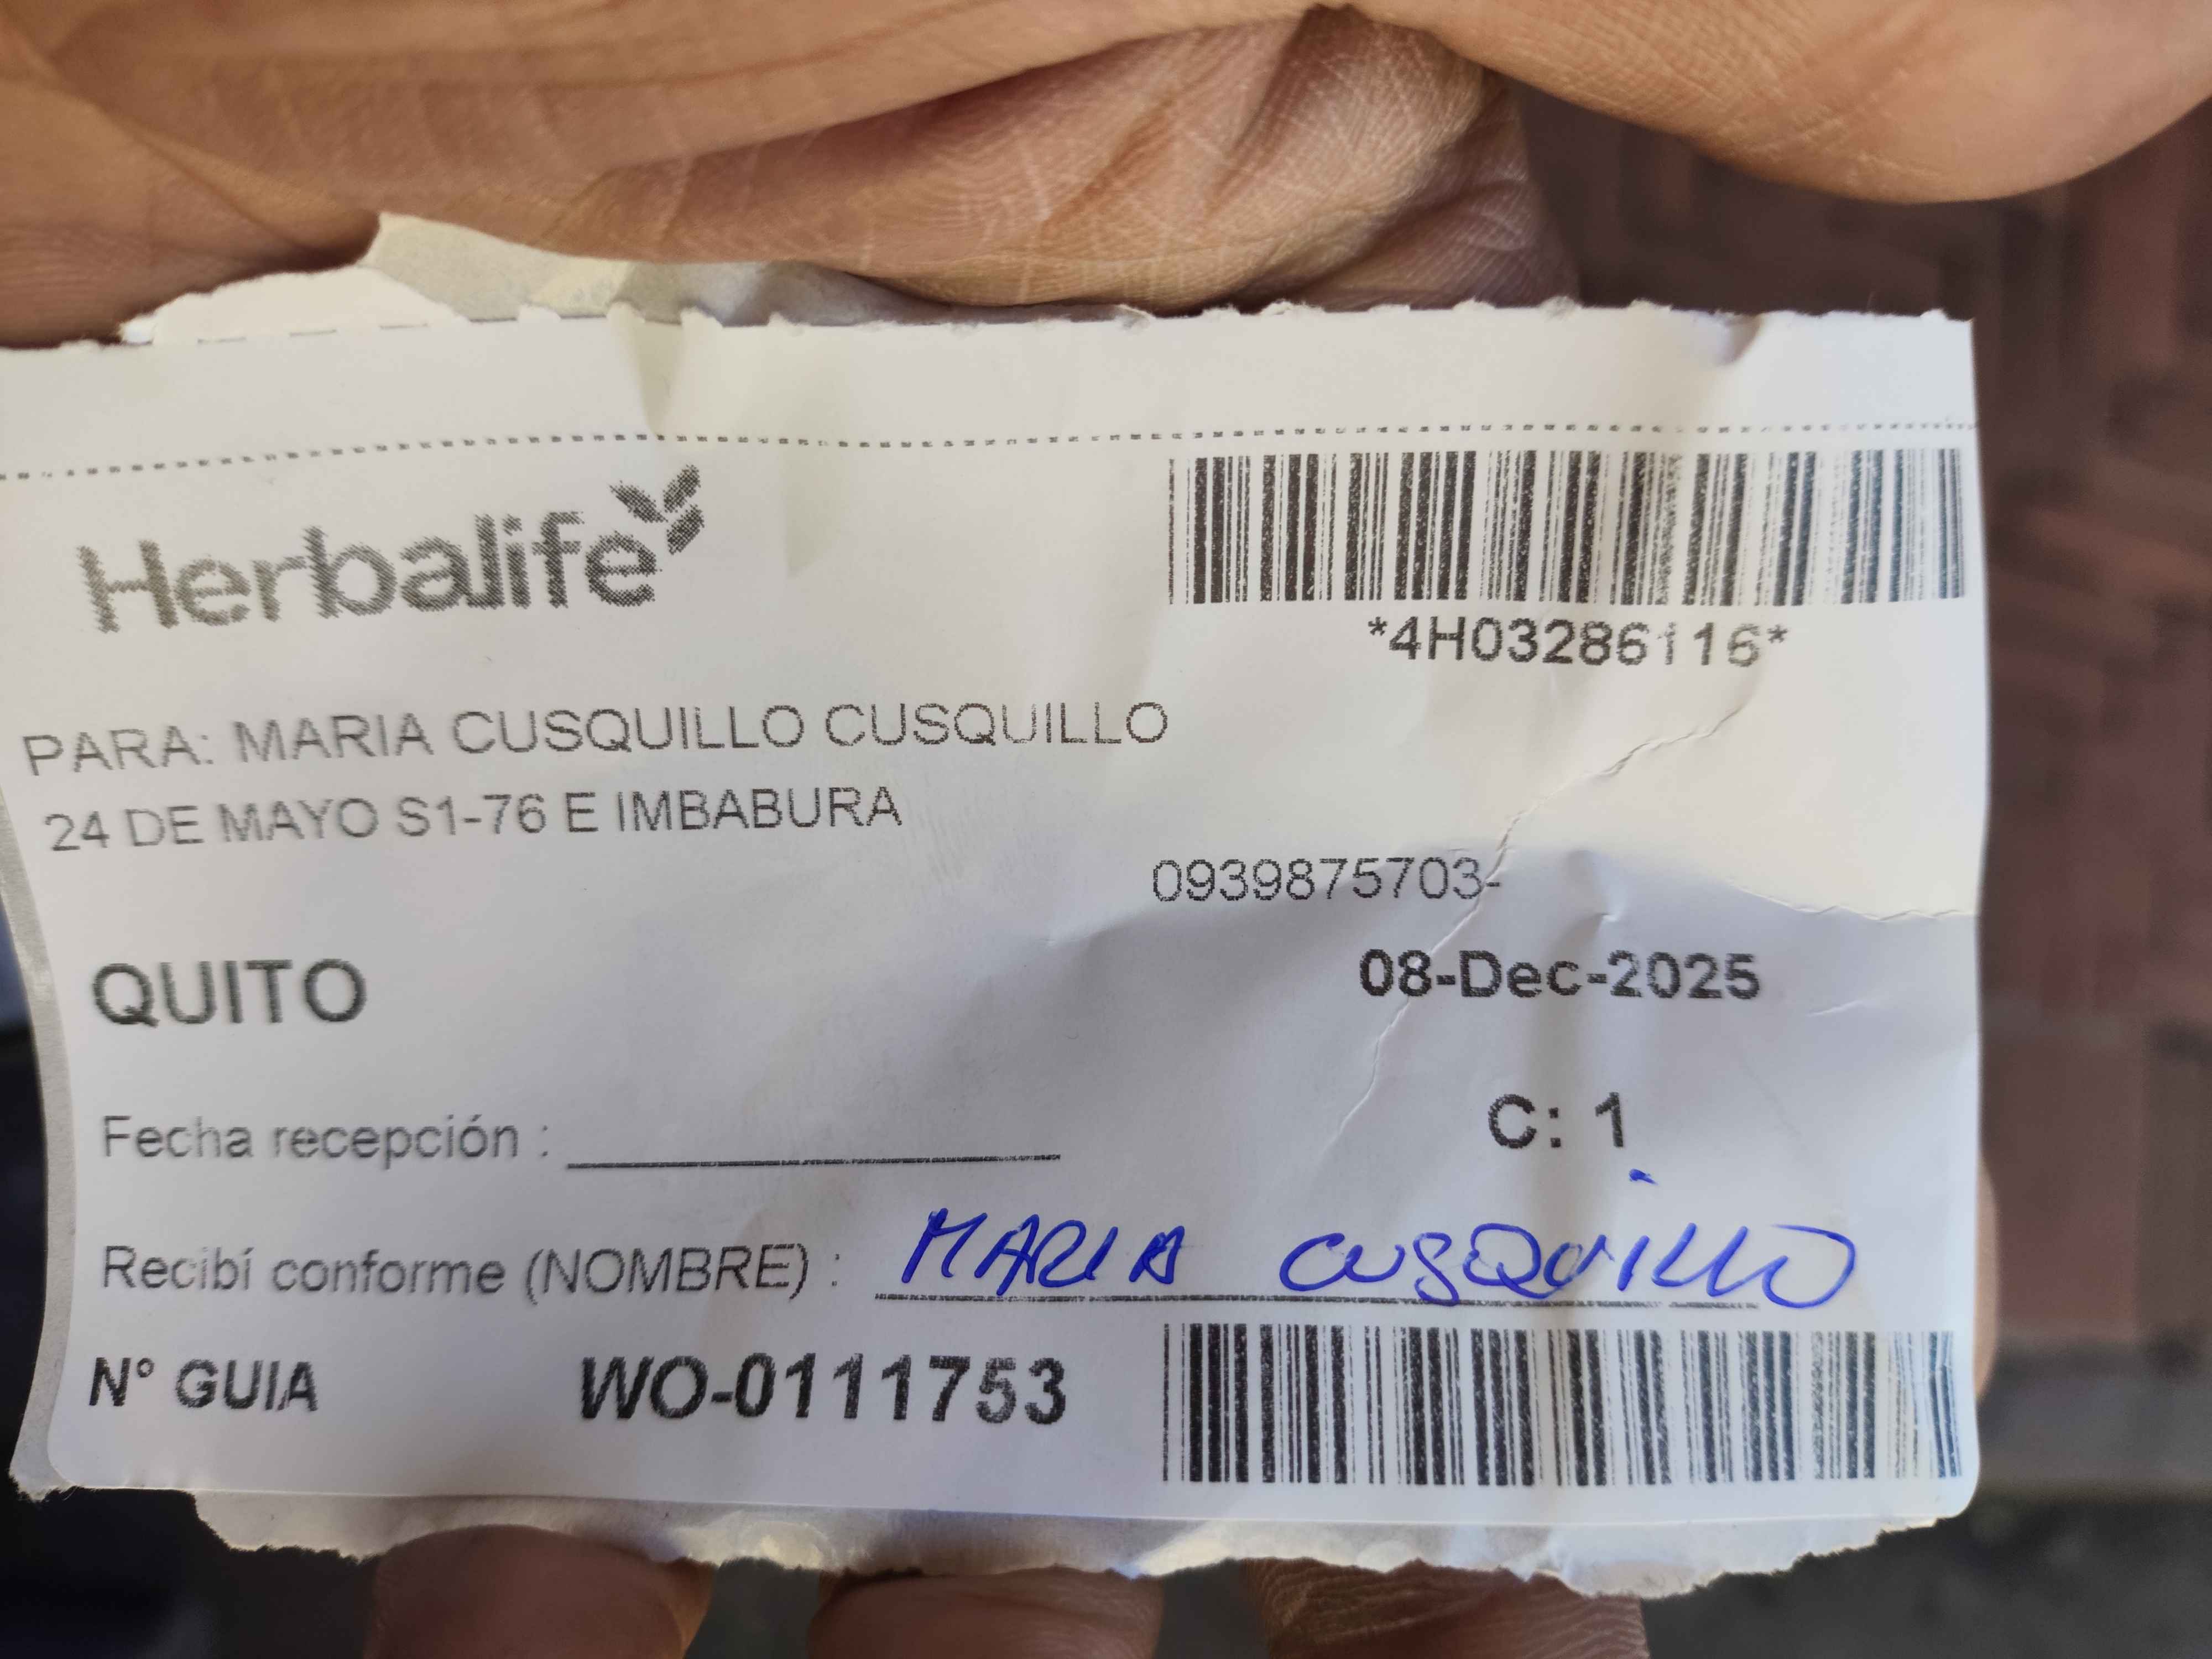 Herbalife
*4H03286116*
PARA: MARIA CUSQUILLO CUSQUILLO
24 DE MAYO S1-76 E IMBABURA
0939875703-
QUITO
08-Dec-2025
Fecha recepción :
C: 1
Recibí conforme (NOMBRE) : MARIA CUSQUILLO
N° GUIA WO-0111753